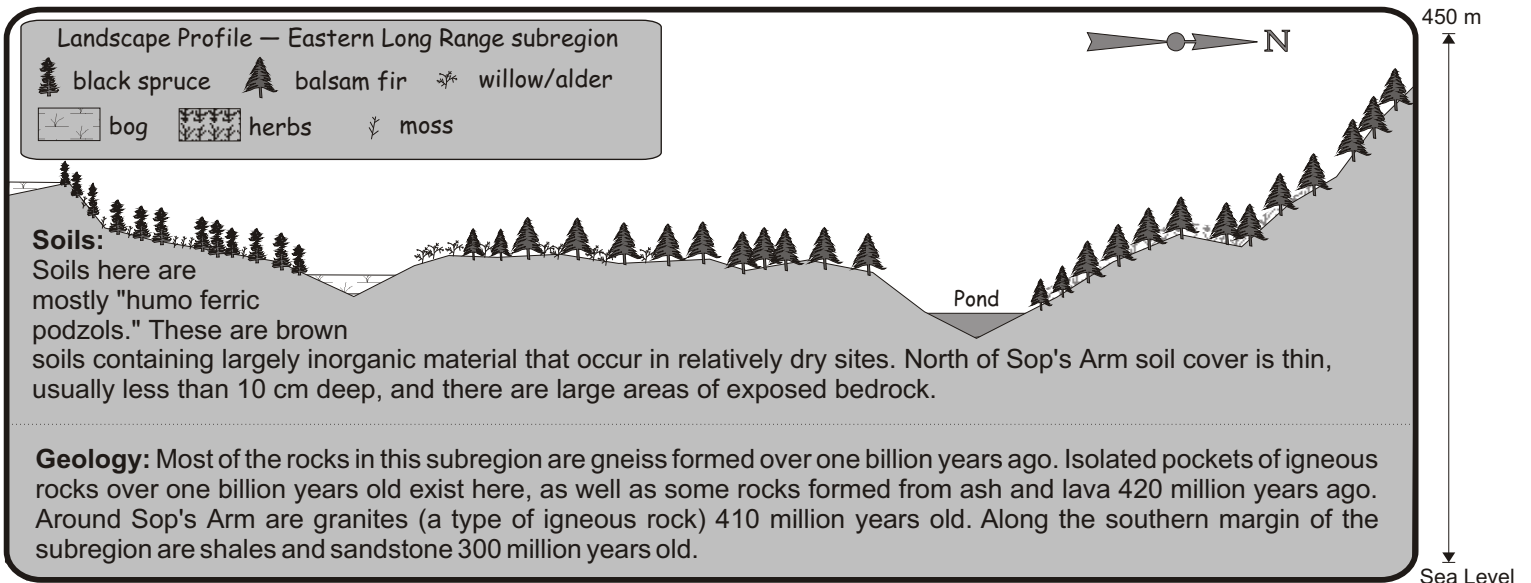 450 m
Landscape Profile — Eastern Long Range subregion
N
black spruce
balsam fir
willow/alder
bog
herbs
moss
Soils:
Soils here are
mostly "humo ferric
podzols." These are brown
Pond
soils containing largely inorganic material that occur in relatively dry sites. North of Sop's Arm soil cover is thin,
usually less than 10 cm deep, and there are large areas of exposed bedrock.
Geology: Most of the rocks in this subregion are gneiss formed over one billion years ago. Isolated pockets of igneous
rocks over one billion years old exist here, as well as some rocks formed from ash and lava 420 million years ago.
Around Sop's Arm are granites (a type of igneous rock) 410 million years old. Along the southern margin of the
subregion are shales and sandstone 300 million years old.
Sea Level